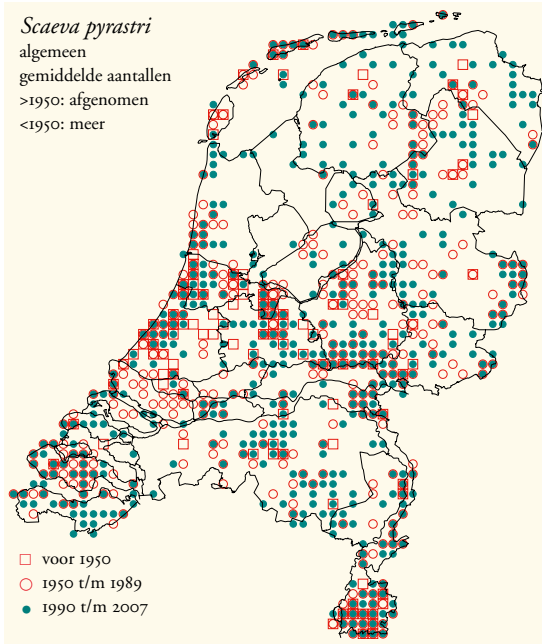 Scaeva pyrastri
algemeen
gemiddelde aantallen
>1950: afgenomen
<1950: meer
voor 1950
1950 t/m 1989
1990 t/m 2007